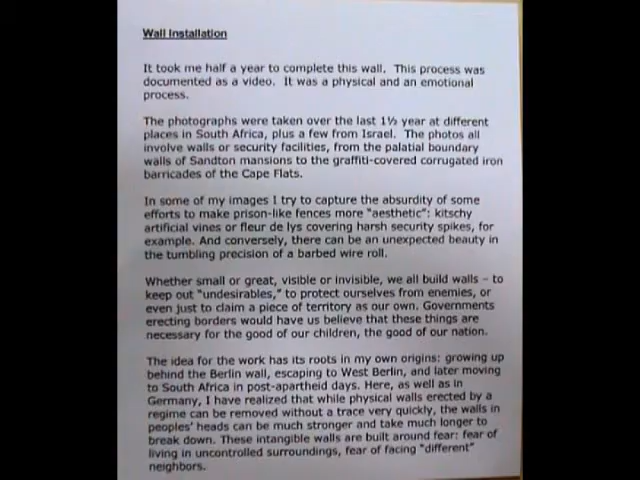 Wall Installation
It took me half a year to complete this wall. This process was
documented as a video. It was a physical and an emotional
process.
The photographs were taken over the last 1½ year at different
places in South Africa, plus a few from Israel. The photos all
involve walls or security facilities, from the palatial boundary
walls of Sandton mansions to the graffiti-covered corrugated iron
barricades of the Cape Flats.
In some of my images I try to capture the absurdity of some
efforts to make prison-like fences more "aesthetic": kitschy
artificial vines or fleur de lys covering harsh security spikes, for
example. And conversely, there can be an unexpected beauty in
the tumbling precision of a barbed wire roll.
Whether small or great, visible or invisible, we all build walls – to
keep out "undesirables," to protect ourselves from enemies, or
even just to claim a piece of territory as our own. Governments
erecting borders would have us believe that these things are
necessary for the good of our children, the good of our nation.
The idea for the work has its roots in my own origins: growing up
behind the Berlin wall, escaping to West Berlin, and later moving
to South Africa in post-apartheid days. Here, as well as in
Germany, I have realized that while physical walls erected by a
regime can be removed without a trace very quickly, the walls in
peoples' heads can be much stronger and take much longer to
break down. These intangible walls are built around fear: fear of
living in uncontrolled surroundings, fear of facing "different"
neighbors.